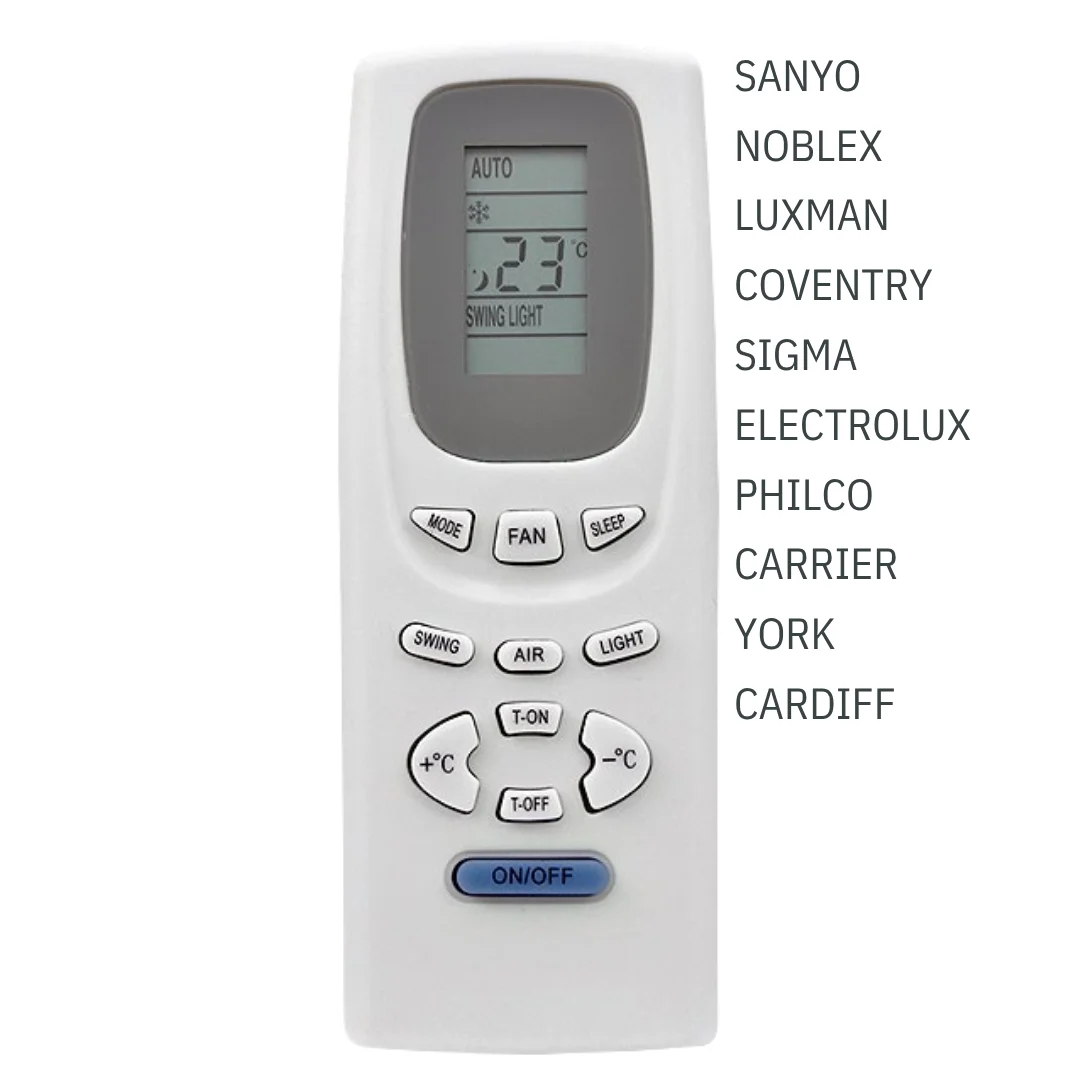 AUTO
23°C
SWING LIGHT
MODE
FAN
SLEEP
SWING
AIR
LIGHT
T-ON
+°C
-°C
T-OFF
ON/OFF
SANYO
NOBLEX
LUXMAN
COVENTRY
SIGMA
ELECTROLUX
PHILCO
CARRIER
YORK
CARDIFF